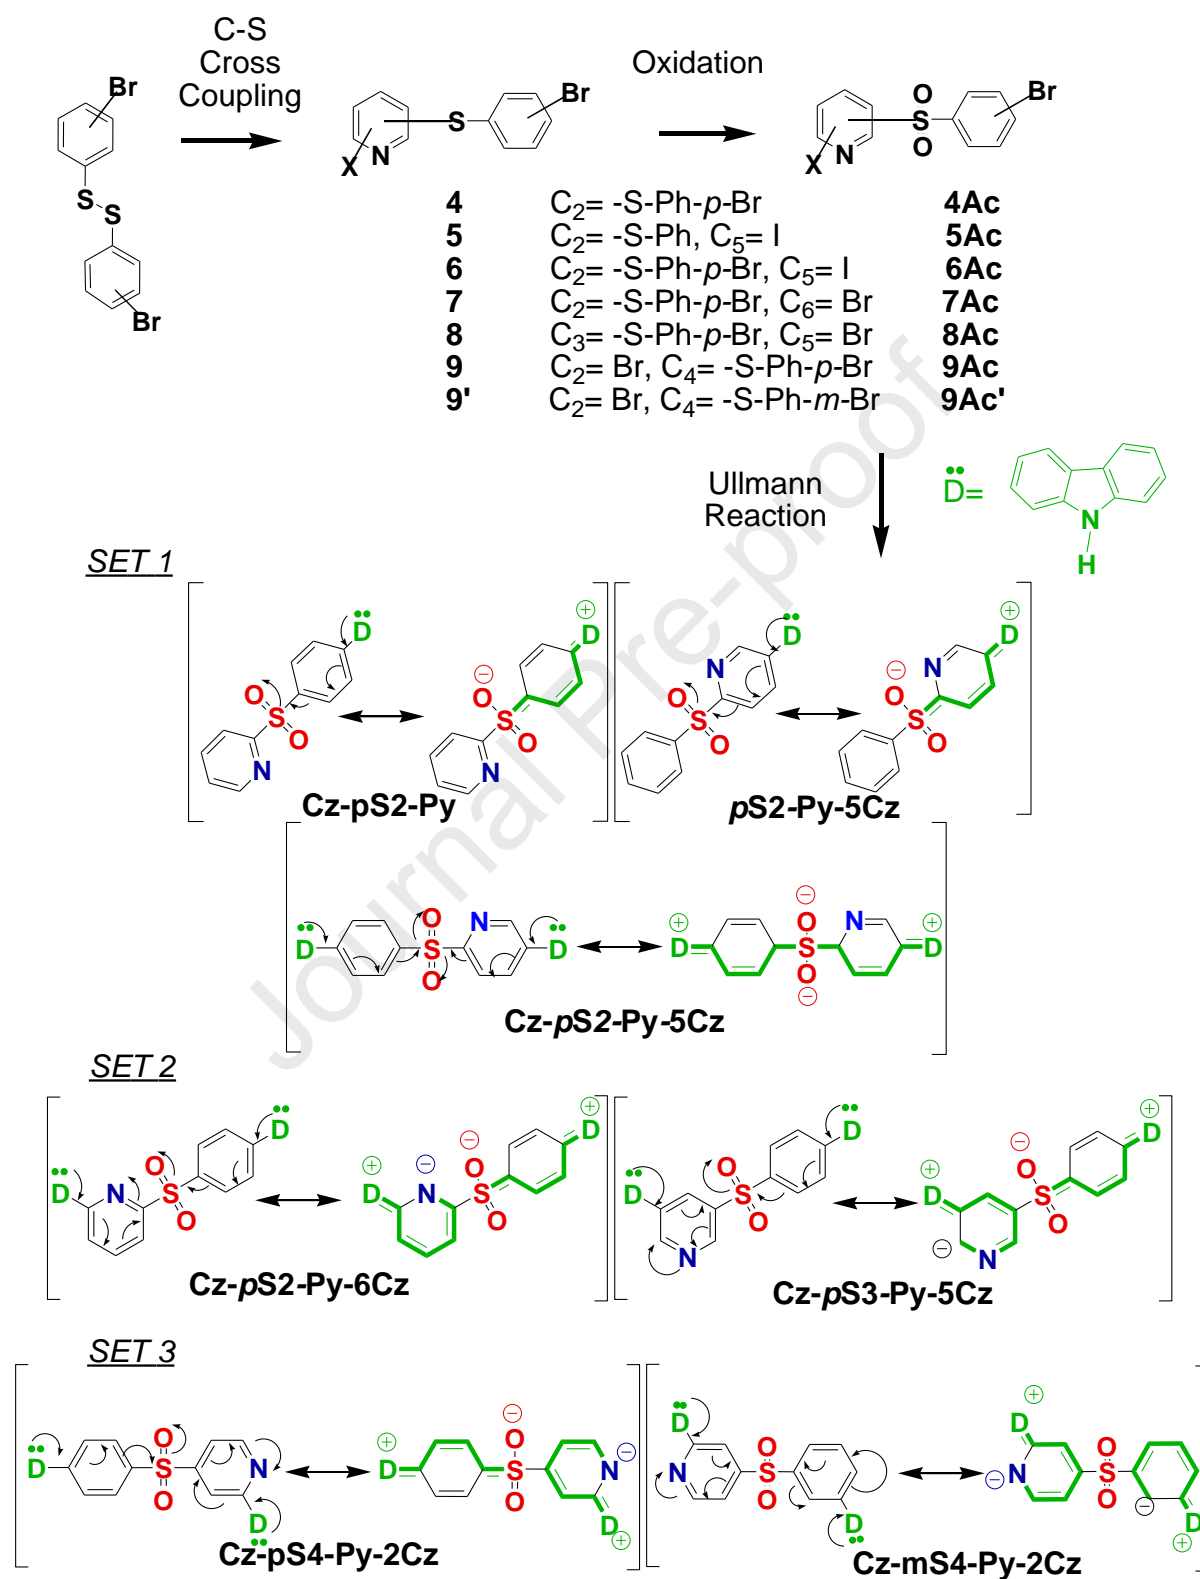 C-S
Cross
Coupling
Oxidation
Br
S
S
Br
X N S Br
X N O S O Br
4 C2= -S-Ph-p-Br 4Ac
5 C2= -S-Ph, C5= I 5Ac
6 C2= -S-Ph-p-Br, C5= I 6Ac
7 C2= -S-Ph-p-Br, C6= Br 7Ac
8 C3= -S-Ph-p-Br, C5= Br 8Ac
9 C2= Br, C4= -S-Ph-p-Br 9Ac
9' C2= Br, C4= -S-Ph-m-Br 9Ac'
Ullmann
Reaction
D=
N
H
SET 1
D O S O N
⊕ D ⊖ O S O N
Cz-pS2-Py
D N O S O
⊕ D N ⊖ O S O
pS2-Py-5Cz
D O S O N D
⊕ D ⊖ O S O ⊖ N ⊕ D
Cz-pS2-Py-5Cz
SET 2
D N O S O D
⊕ D ⊖ N ⊖ O S O ⊕ D
Cz-pS2-Py-6Cz
D N O S O D
⊕ D ⊖ N ⊖ O S O ⊕ D
Cz-pS3-Py-5Cz
SET 3
D O S O N D
⊕ D ⊖ O S O N ⊖ D ⊕
Cz-pS4-Py-2Cz
D N O S O D
⊕ D ⊖ N O S O ⊖ D ⊕
Cz-mS4-Py-2Cz
Journal Pre-proof